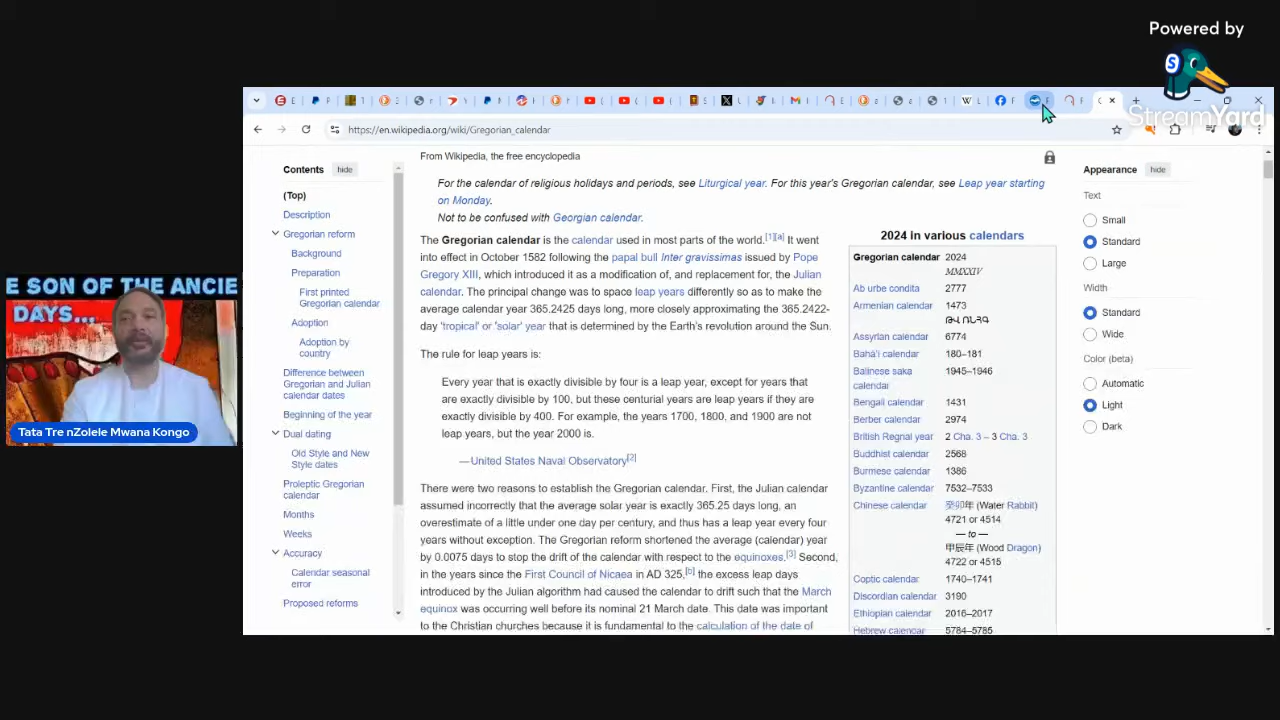 Powered by
StreamYard
https://en.wikipedia.org/wiki/Gregorian_calendar
Contents hide
(Top)
Description
Gregorian reform
Background
Preparation
First printed
Gregorian calendar
Adoption
Adoption by
country
Difference between
Gregorian and Julian
calendar dates
Beginning of the year
Dual dating
Old Style and New
Style dates
Proleptic Gregorian
calendar
Months
Weeks
Accuracy
Calendar seasonal
error
Proposed reforms
From Wikipedia, the free encyclopedia
For the calendar of religious holidays and periods, see Liturgical year. For this year's Gregorian calendar, see Leap year starting
on Monday.
Not to be confused with Georgian calendar.
The Gregorian calendar is the calendar used in most parts of the world.[1][a] It went
into effect in October 1582 following the papal bull Inter gravissimas issued by Pope
Gregory XIII, which introduced it as a modification of, and replacement for, the Julian
calendar. The principal change was to space leap years differently so as to make the
average calendar year 365.2425 days long, more closely approximating the 365.2422-
day 'tropical' or 'solar' year that is determined by the Earth's revolution around the Sun.
The rule for leap years is:
Every year that is exactly divisible by four is a leap year, except for years that
are exactly divisible by 100, but these centurial years are leap years if they are
exactly divisible by 400. For example, the years 1700, 1800, and 1900 are not
leap years, but the year 2000 is.
—United States Naval Observatory[2]
There were two reasons to establish the Gregorian calendar. First, the Julian calendar
assumed incorrectly that the average solar year is exactly 365.25 days long, an
overestimate of a little under one day per century, and thus has a leap year every four
years without exception. The Gregorian reform shortened the average (calendar) year
by 0.0075 days to stop the drift of the calendar with respect to the equinoxes.[3] Second,
in the years since the First Council of Nicaea in AD 325,[b] the excess leap days
introduced by the Julian algorithm had caused the calendar to drift such that the March
equinox was occurring well before its nominal 21 March date. This date was important
to the Christian churches because it is fundamental to the calculation of the date of
2024 in various calendars
Gregorian calendar 2024
MMXXIV
Ab urbe condita 2777
Armenian calendar 1473
ԹՎ ՌՆՀԳ
Assyrian calendar 6774
Bahá'í calendar 180–181
Balinese saka 1945–1946
calendar
Bengali calendar 1431
Berber calendar 2974
British Regnal year 2 Cha. 3 – 3 Cha. 3
Buddhist calendar 2568
Burmese calendar 1386
Byzantine calendar 7532–7533
Chinese calendar 癸卯年 (Water Rabbit)
4721 or 4514
— to —
甲辰年 (Wood Dragon)
4722 or 4515
Coptic calendar 1740–1741
Discordian calendar 3190
Ethiopian calendar 2016–2017
Hebrew calendar 5784–5785
Appearance hide
Text
Small
Standard
Large
Width
Standard
Wide
Color (beta)
Automatic
Light
Dark
E SON OF THE ANCIE
DAYS...
Tata Tre nZolele Mwana Kongo